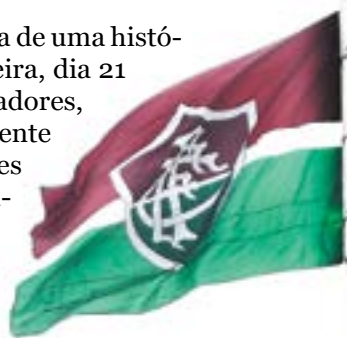 a de uma histó-
eira, dia 21
adores,
ente
es
-